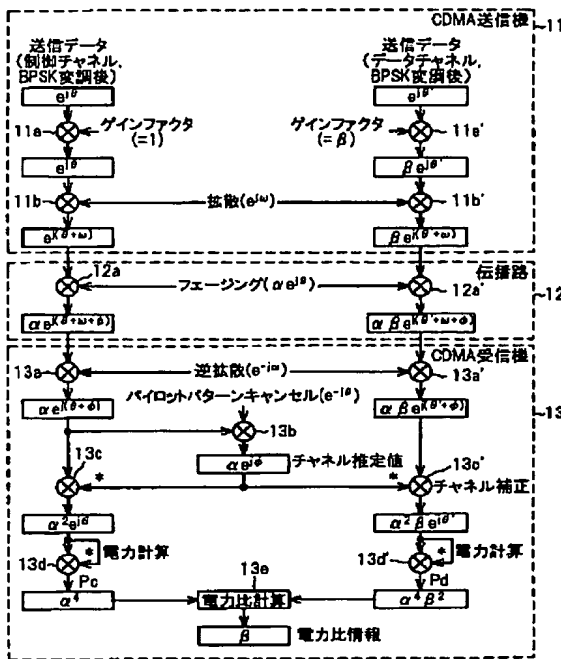 CDMA送信機
11
送信データ
(制御チャネル,
BPSK変調後)
送信データ
(データチャネル,
BPSK変調後)
e^{jθ}
e^{jθ'}
11a
ゲインファクタ
(=1)
ゲインファクタ
(=β)
11a'
e^{jθ}
βe^{jθ'}
11b
拡散(e^{jω})
11b'
e^{j(θ+ω)}
βe^{j(θ'+ω)}
伝播路
12a
フェージング(αe^{jθ})
12a'
12
αe^{j(θ+ω+φ)}
αβe^{j(θ'+ω+φ)}
CDMA受信機
13a
逆拡散(e^{-jω})
13a'
αe^{j(θ+φ)}
パイロットパターンキャンセル(e^{-jθ})
αβe^{j(θ'+φ)}
13
13b
13c
αe^{jφ}
チャネル推定値
13c'
*
*
チャネル補正
α²e^{jθ}
α²βe^{jθ'}
*
電力計算
*
電力計算
13d
13e
13d'
Pc
Pd
α⁴
電力比計算
α⁴β²
β
電力比情報